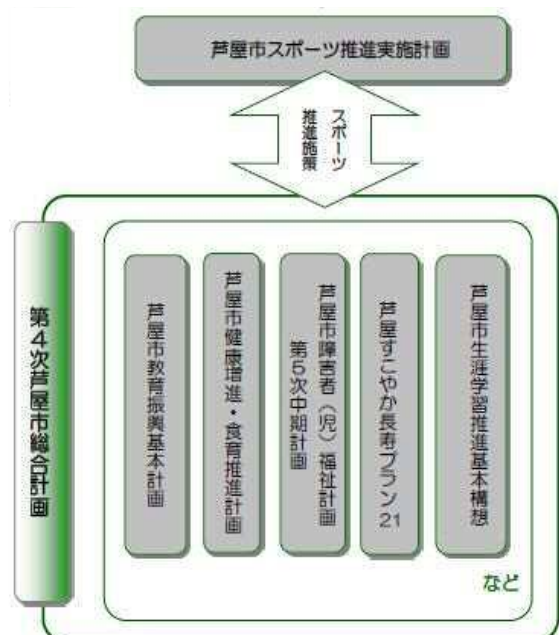 芦屋市スポーツ推進実施計画
スポーツ
推進施策
第4次芦屋市総合計画
芦屋市教育振興基本計画
芦屋市健康増進・食育推進計画
芦屋市障害者（児）福祉計画
第5次中期計画
芦屋すこやか長寿プラン21
芦屋市生涯学習推進基本構想
など